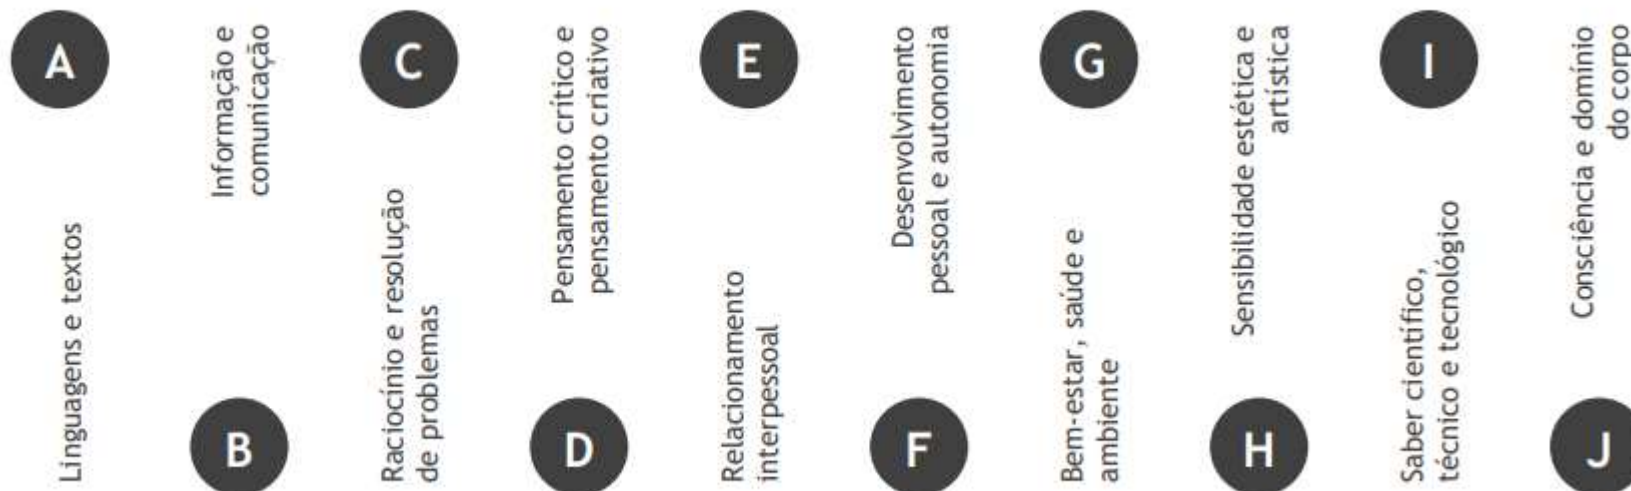 A
Linguagens e textos
Informação e
comunicação
B
C
Raciocínio e resolução
de problemas
Pensamento crítico e
pensamento criativo
D
E
Relacionamento
interpessoal
Desenvolvimento
pessoal e autonomia
F
G
Bem-estar, saúde e
ambiente
Sensibilidade estética e
artística
H
I
Saber científico,
técnico e tecnológico
Consciência e domínio
do corpo
J